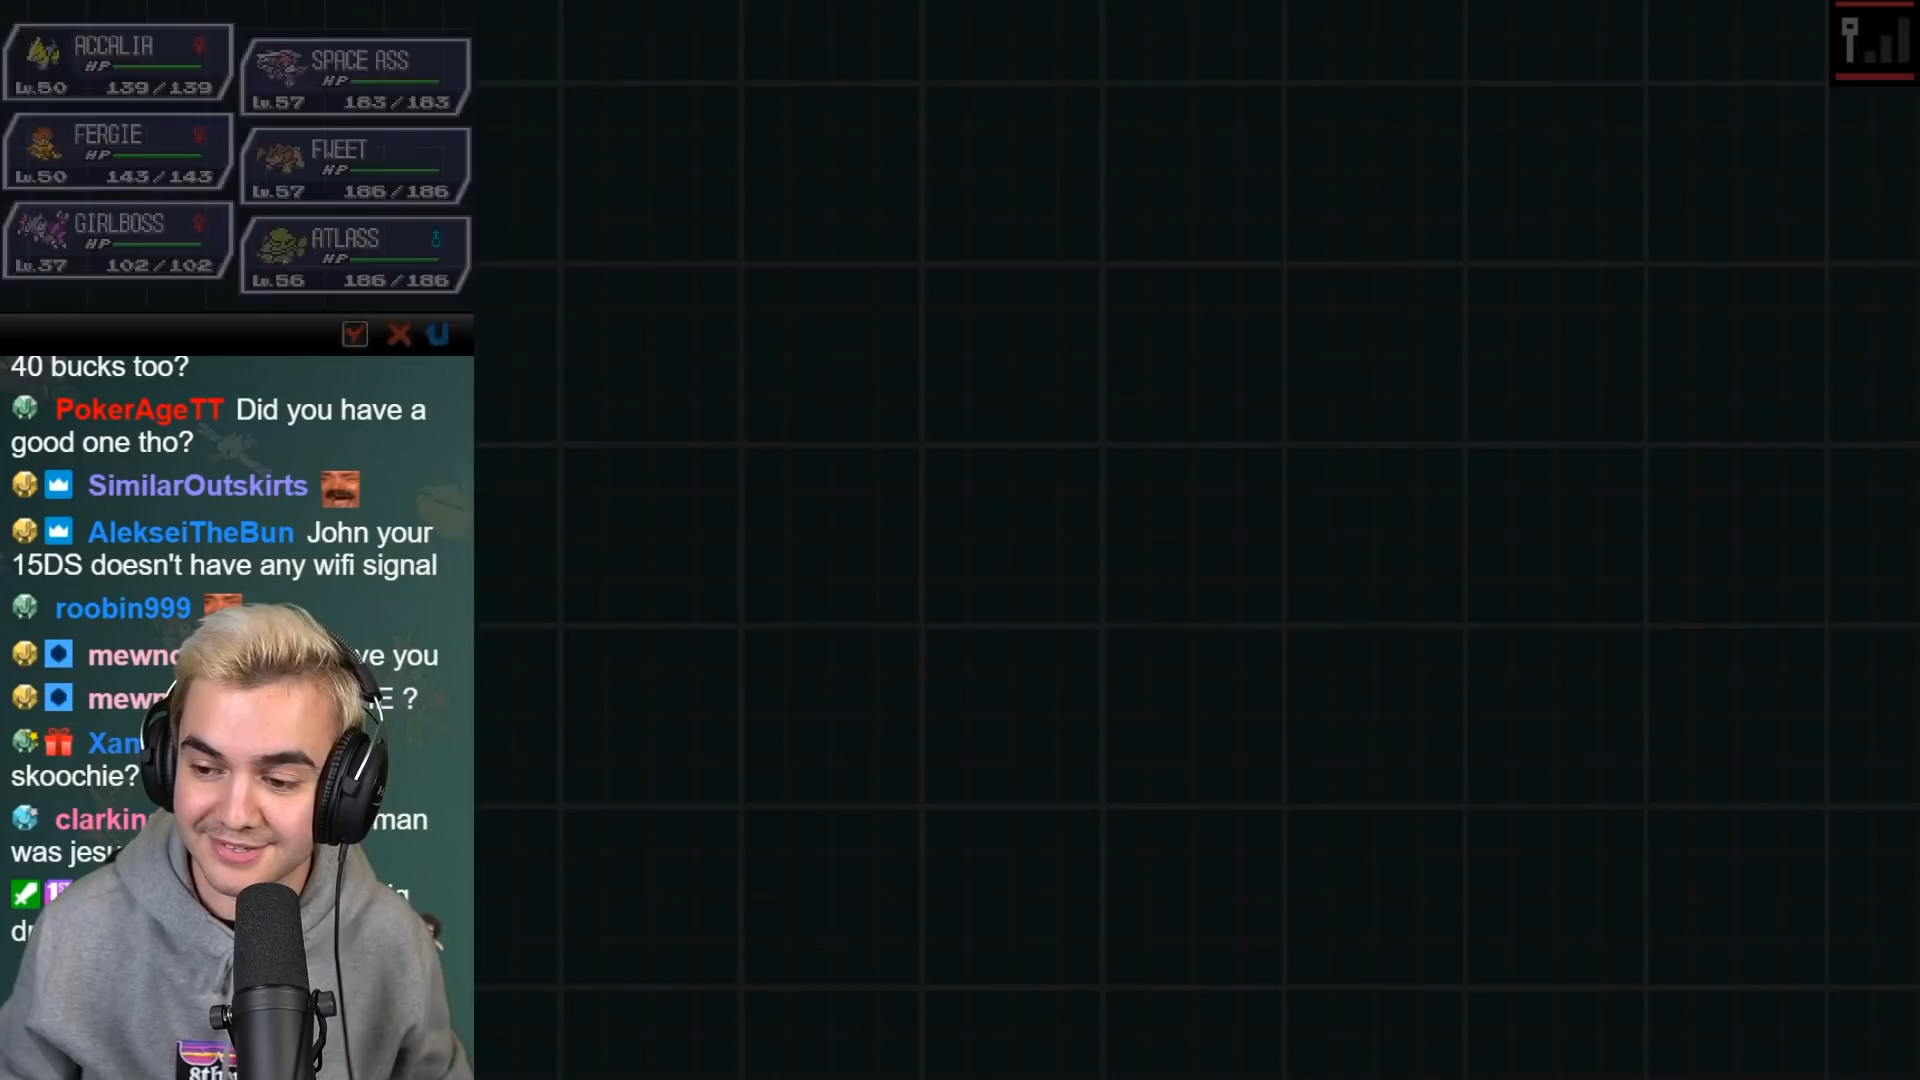 ACCALIA
HP
Lv.50 139/139
SPACE ASS
HP
Lv.57 183/183
FERGIE
HP
Lv.50 143/143
FWEET
HP
Lv.57 186/186
GIRLBOSS
HP
Lv.37 102/102
ATLASS
HP
Lv.56 186/186
40 bucks too?
PokerAgeTT Did you have a
good one tho?
SimilarOutskirts
AlekseiTheBun John your
15DS doesn't have any wifi signal
roobin999
you
?
skoochie?
man
was
8th